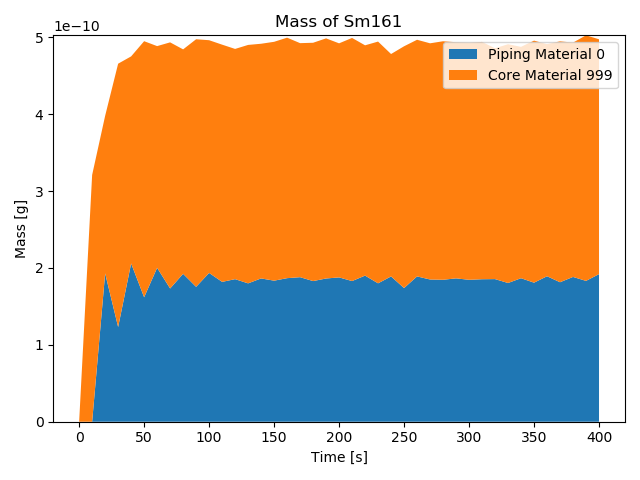 Mass of Sm161
1e−10
5
4
3
2
1
0
Mass [g]
Piping Material 0
Core Material 999
0 50 100 150 200 250 300 350 400
Time [s]